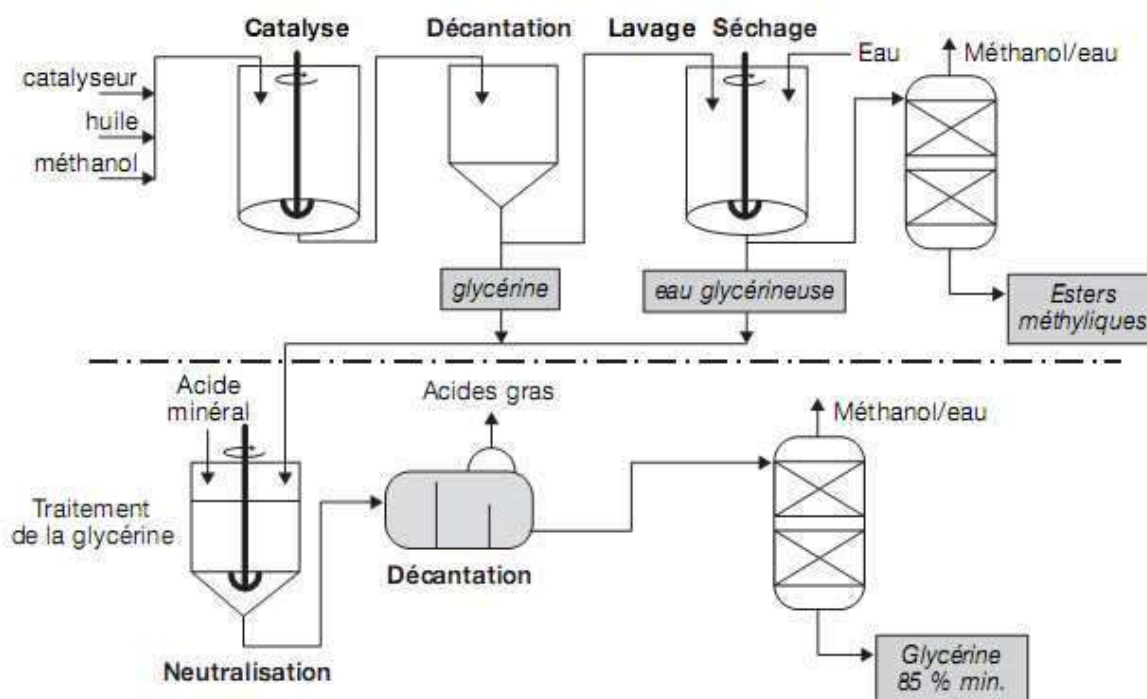 Catalyse
Décantation
Lavage Séchage
catalyseur
huile
méthanol
Eau
Méthanol/eau
glycérine
eau glycérineuse
Esters
méthyliques
Acide
minéral
Acides gras
Méthanol/eau
Traitement
de la glycérine
Décantation
Neutralisation
Glycérine
85 % min.